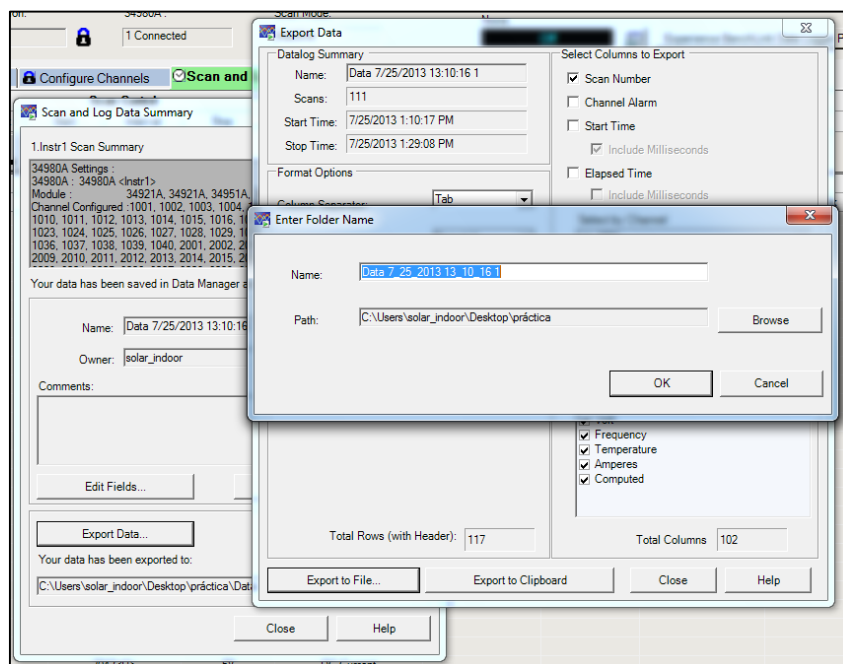 34980A :
Scan Mode:
1 Connected
Configure Channels
Scan and
Scan and Log Data Summary
1.Instr1 Scan Summary
34980A Settings :
34980A : 34980A <Instr1>
Module : 34921A, 34921A, 34951A,
Channel Configured :1001, 1002, 1003, 1004,
1010, 1011, 1012, 1013, 1014, 1015, 1016,
1023, 1024, 1025, 1026, 1027, 1028, 1029,
1036, 1037, 1038, 1039, 1040, 2001, 2002,
2009, 2010, 2011, 2012, 2013, 2014, 2015,
Your data has been saved in Data Manager a
Name: Data 7/25/2013 13:10:16
Owner: solar_indoor
Comments:
Edit Fields...
Export Data...
Your data has been exported to:
C:\Users\solar_indoor\Desktop\práctica\Data
Close
Help
Export Data
Datalog Summary
Name: Data 7/25/2013 13:10:16 1
Scans: 111
Start Time: 7/25/2013 1:10:17 PM
Stop Time: 7/25/2013 1:29:08 PM
Format Options
Column Separator: Tab
Select Columns to Export
Scan Number
Channel Alarm
Start Time
Include Milliseconds
Elapsed Time
Include Milliseconds
Select by Channel
Enter Folder Name
Name: Data 7_25_2013 13_10_16 1
Path: C:\Users\solar_indoor\Desktop\práctica
Browse
OK
Cancel
Frequency
Temperature
Amperes
Computed
Total Rows (with Header): 117
Total Columns 102
Export to File...
Export to Clipboard
Close
Help